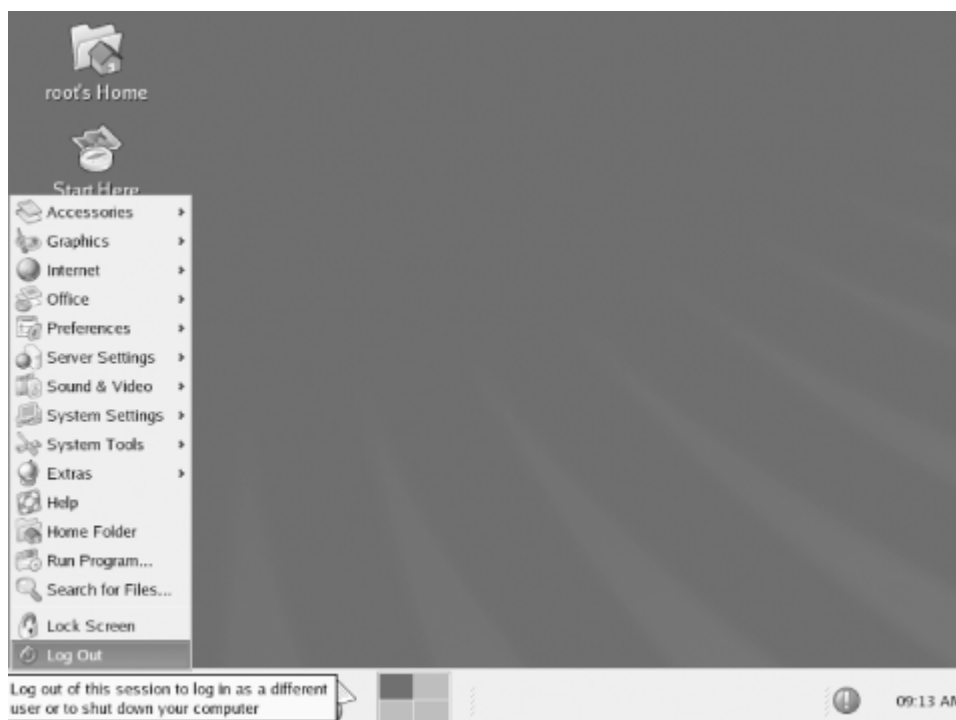 root's Home
Start Here
Accessories
Graphics
Internet
Office
Preferences
Server Settings
Sound & Video
System Settings
System Tools
Extras
Help
Home Folder
Run Program...
Search for Files...
Lock Screen
Log Out
Log out of this session to log in as a different
user or to shut down your computer
09:13 AM